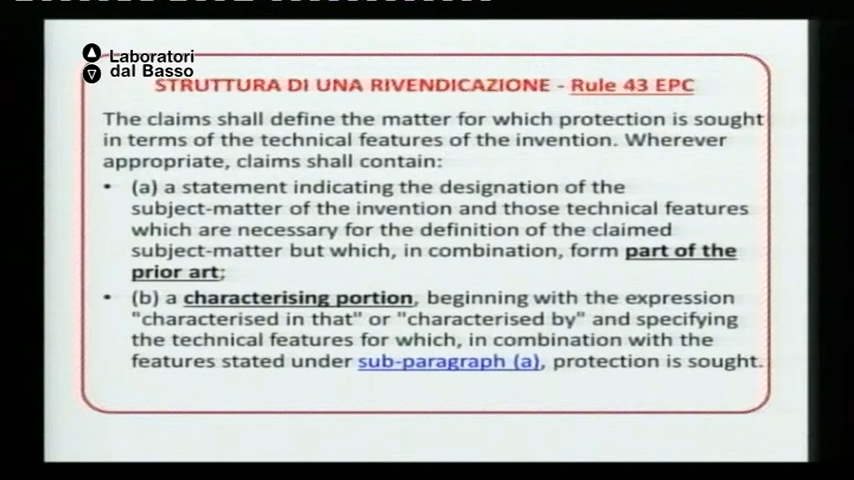 Laboratori
dal Basso
STRUTTURA DI UNA RIVENDICAZIONE - Rule 43 EPC
The claims shall define the matter for which protection is sought
in terms of the technical features of the invention. Wherever
appropriate, claims shall contain:
• (a) a statement indicating the designation of the
subject-matter of the invention and those technical features
which are necessary for the definition of the claimed
subject-matter but which, in combination, form part of the
prior art;
• (b) a characterising portion, beginning with the expression
"characterised in that" or "characterised by" and specifying
the technical features for which, in combination with the
features stated under sub-paragraph (a), protection is sought.